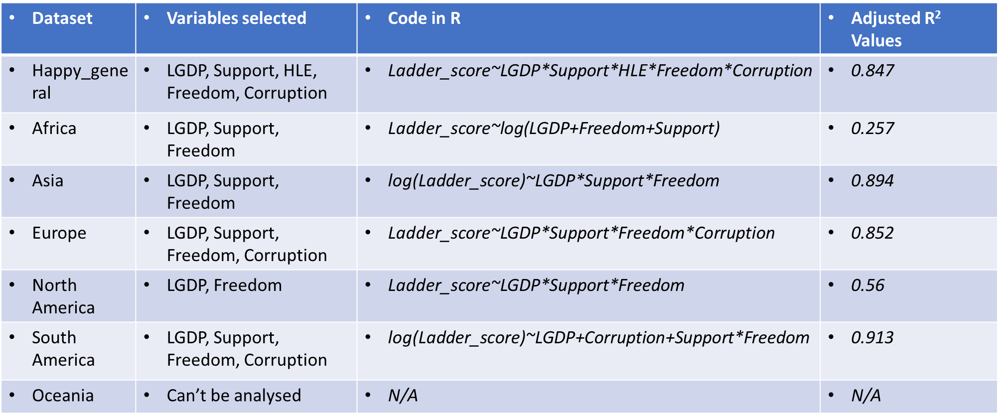 • Dataset
• Variables selected
• Code in R
• Adjusted R²
Values
• Happy_gene
ral
• LGDP, Support, HLE,
Freedom, Corruption
• Ladder_score~LGDP*Support*HLE*Freedom*Corruption
• 0.847
• Africa
• LGDP, Support,
Freedom
• Ladder_score~log(LGDP+Freedom+Support)
• 0.257
• Asia
• LGDP, Support,
Freedom
• log(Ladder_score)~LGDP*Support*Freedom
• 0.894
• Europe
• LGDP, Support,
Freedom, Corruption
• Ladder_score~LGDP*Support*Freedom*Corruption
• 0.852
• North
America
• LGDP, Freedom
• Ladder_score~LGDP*Support*Freedom
• 0.56
• South
America
• LGDP, Support,
Freedom, Corruption
• log(Ladder_score)~LGDP+Corruption+Support*Freedom
• 0.913
• Oceania
• Can’t be analysed
• N/A
• N/A